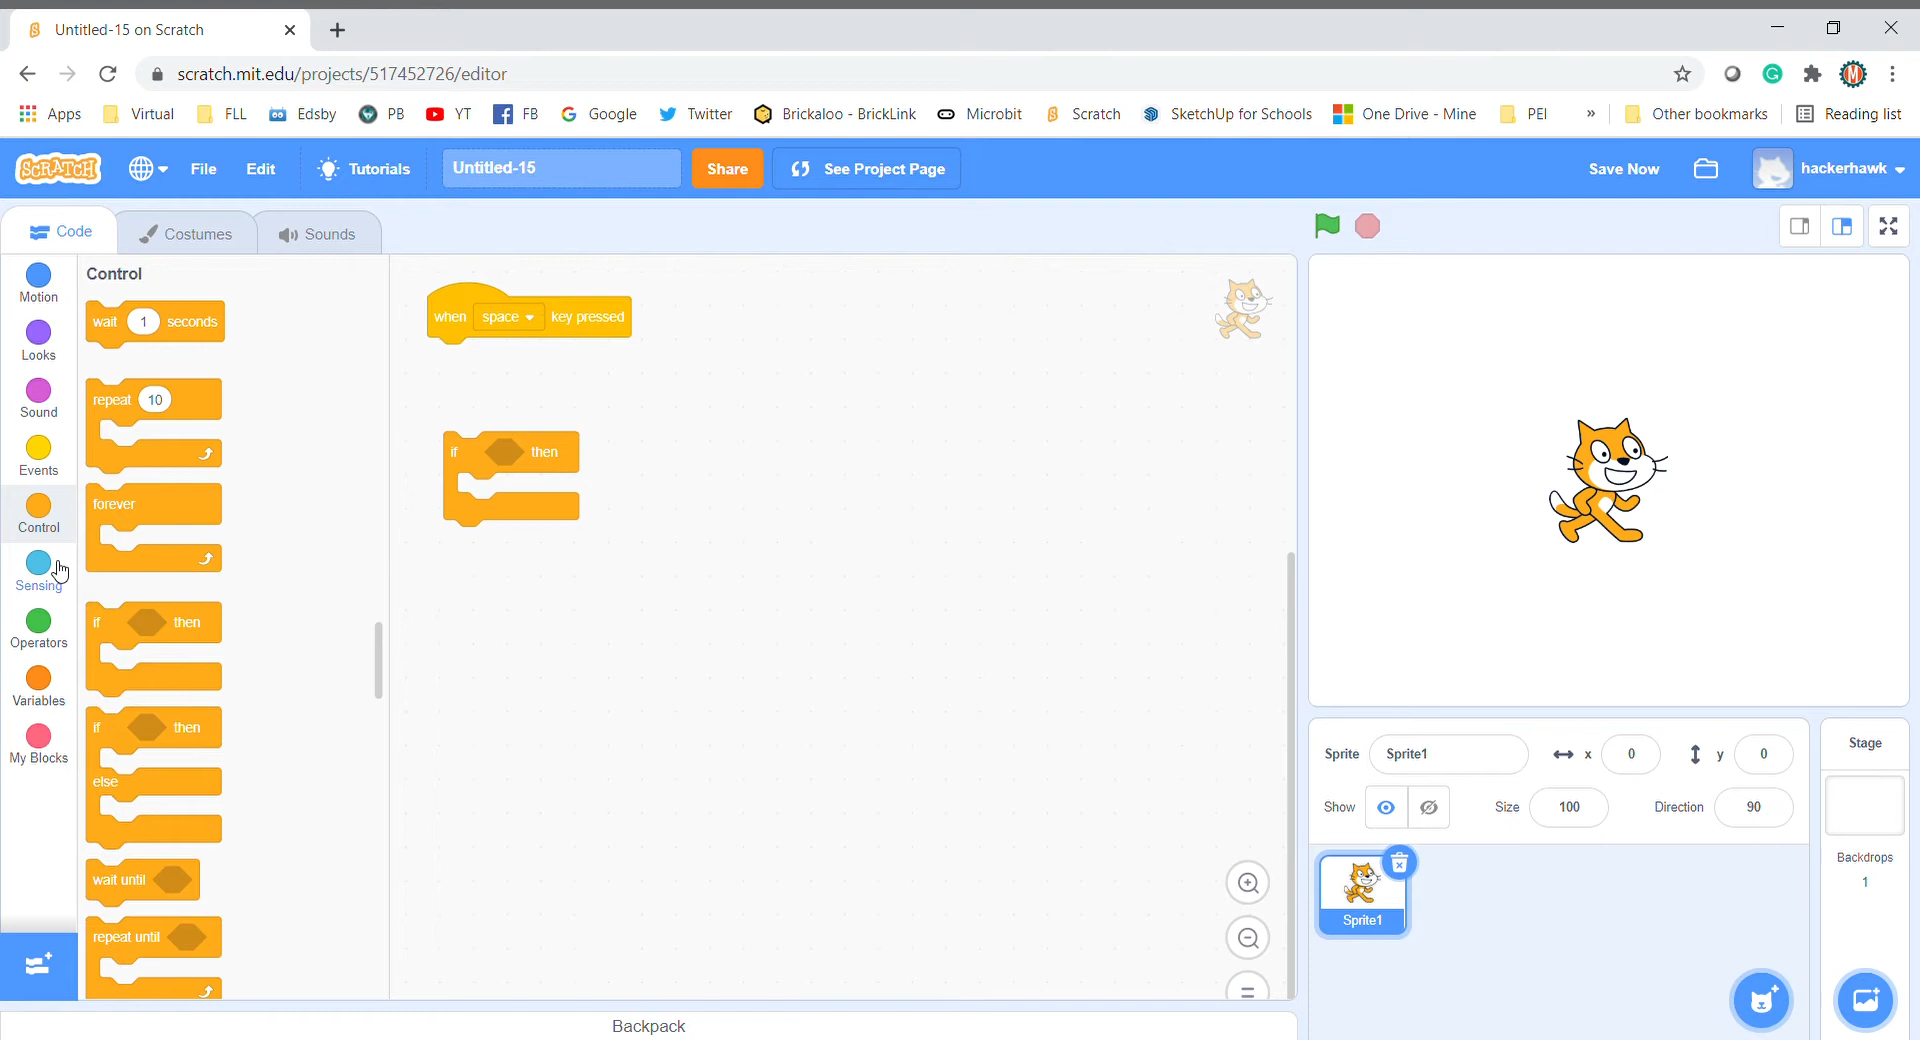 Untitled-15 on Scratch
scratch.mit.edu/projects/517452726/editor
Apps Virtual FLL Edsby PB YT FB Google Twitter Brickaloo - BrickLink Microbit Scratch SketchUp for Schools One Drive - Mine PEI » Other bookmarks Reading list
SCRATCH File Edit Tutorials Untitled-15 Share See Project Page Save Now hackerhawk
Code Costumes Sounds
Motion
Looks
Sound
Events
Control
Sensing
Operators
Variables
My Blocks
Control
wait 1 seconds
repeat 10
forever
if then
if then
else
wait until
repeat until
when space key pressed
if then
Sprite Sprite1 x 0 y 0
Show Size 100 Direction 90
Sprite1
Stage
Backdrops
1
Backpack